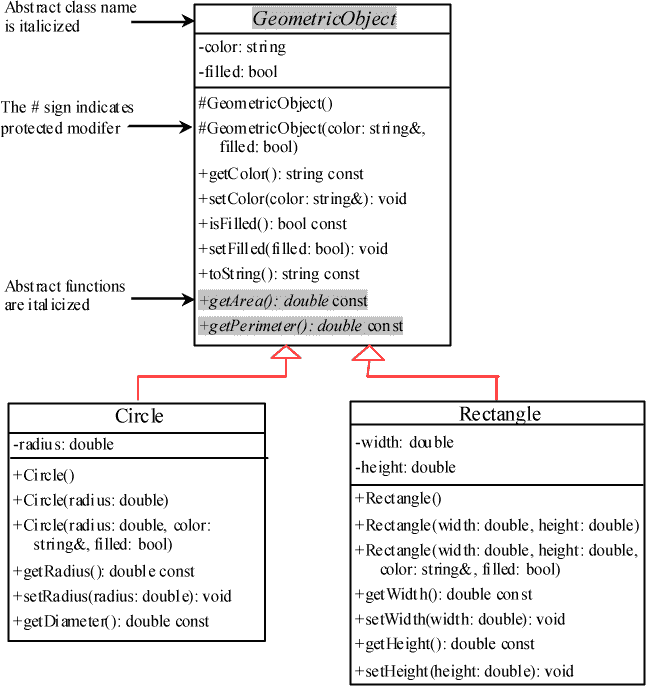 Abstract class name
is italicized
GeometricObject
-color: string
-filled: bool
The # sign indicates
protected modifer
#GeometricObject()
#GeometricObject(color: string&,
filled: bool)
+getColor(): string const
+setColor(color: string&): void
+isFilled(): bool const
+setFilled(filled: bool): void
+toString(): string const
Abstract functions
are italicized
+getArea(): double const
+getPerimeter(): double const
Circle
-radius: double
+Circle()
+Circle(radius: double)
+Circle(radius: double, color:
string&, filled: bool)
+getRadius(): double const
+setRadius(radius: double): void
+getDiameter(): double const
Rectangle
-width: double
-height: double
+Rectangle()
+Rectangle(width: double, height: double)
+Rectangle(width: double, height: double,
color: string&, filled: bool)
+getWidth(): double const
+setWidth(width: double): void
+getHeight(): double const
+setHeight(height: double): void